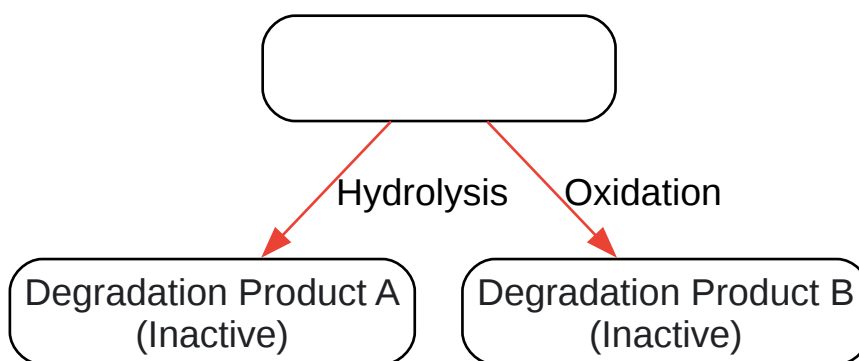 Hydrolysis Oxidation
Degradation Product A
(Inactive)
Degradation Product B
(Inactive)